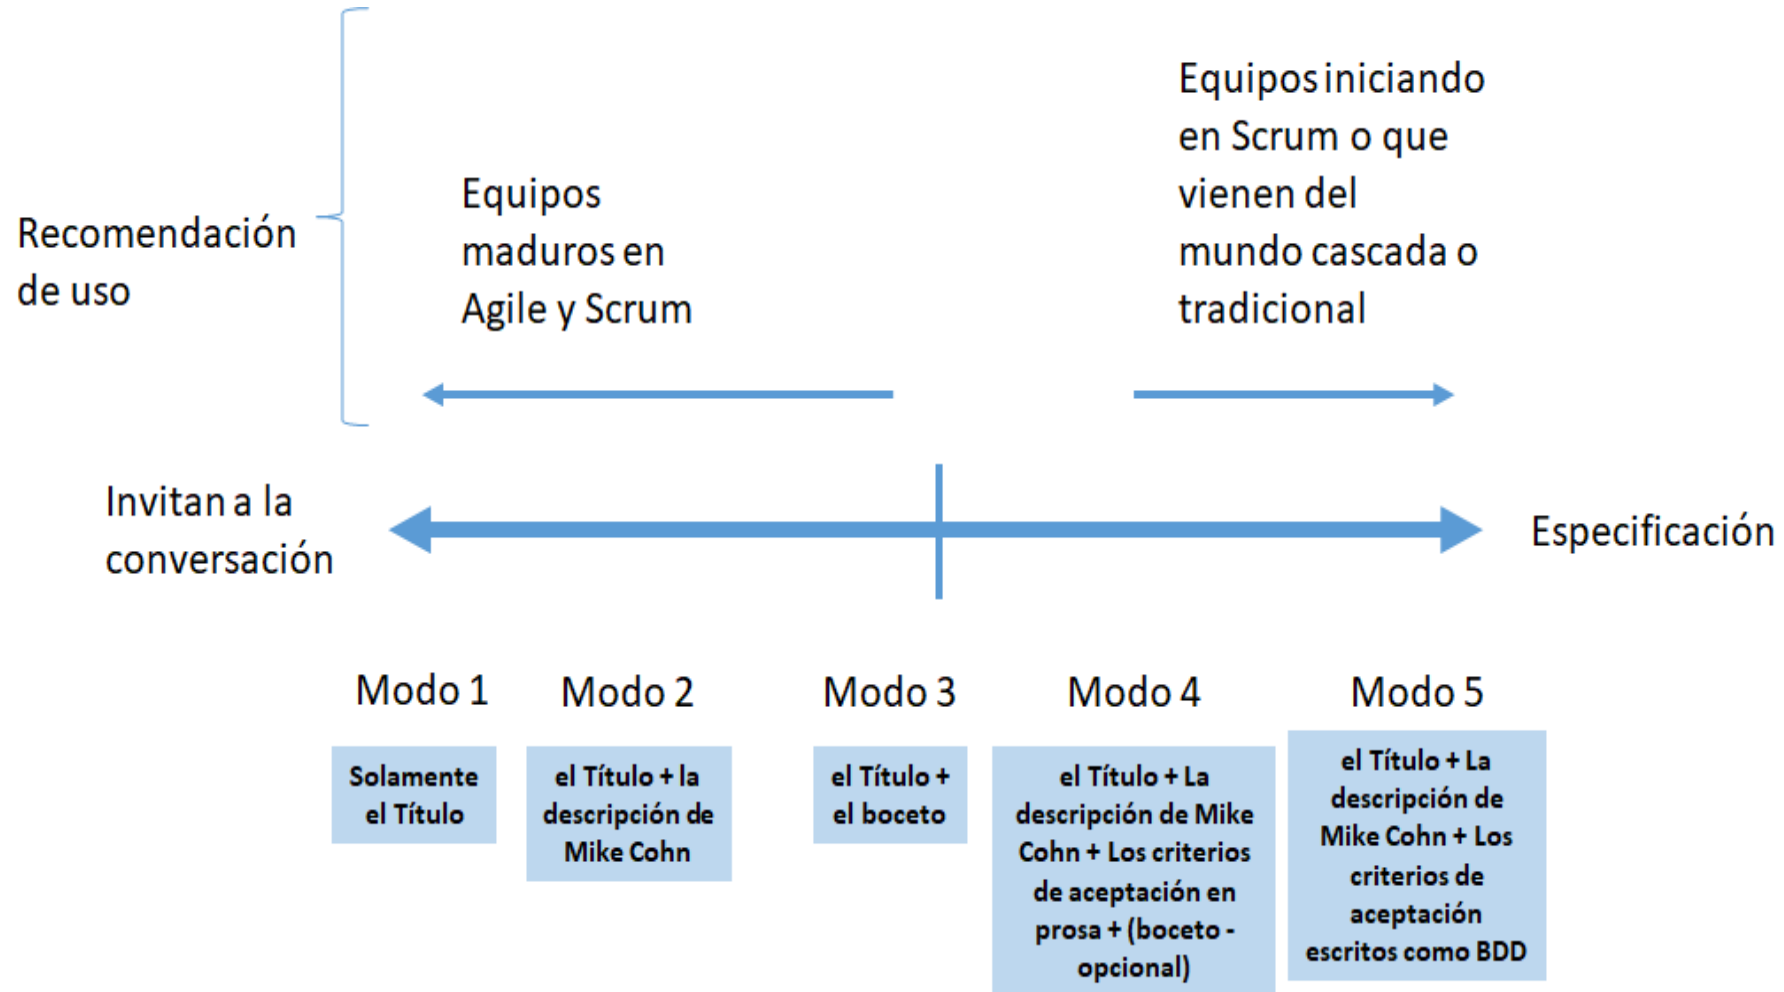 Recomendación
de uso
Equipos
maduros en
Agile y Scrum
Equipos iniciando
en Scrum o que
vienen del
mundo cascada o
tradicional
Invitan a la
conversación
Especificación
Modo 1
Solamente
el Título
Modo 2
el Título + la
descripción de
Mike Cohn
Modo 3
el Título +
el boceto
Modo 4
el Título + La
descripción de Mike
Cohn + Los criterios
de aceptación en
prosa + (boceto -
opcional)
Modo 5
el Título + La
descripción de
Mike Cohn + Los
criterios de
aceptación
escritos como BDD